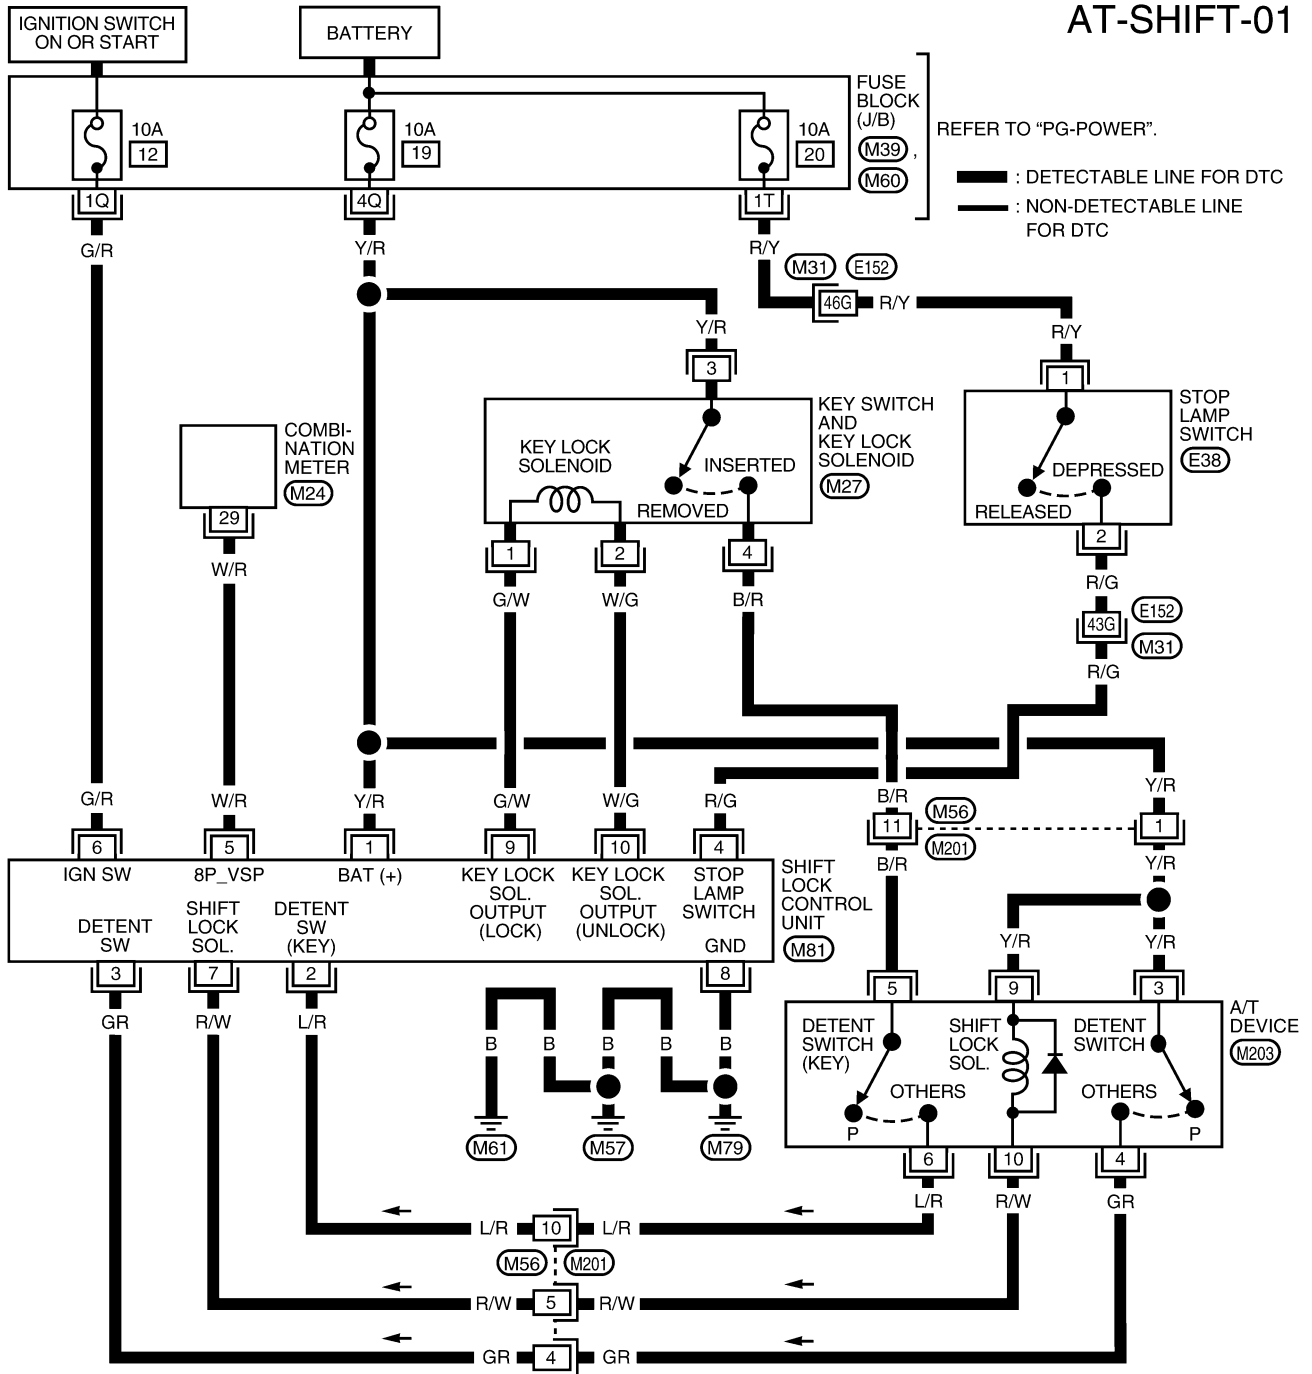 AT-SHIFT-01
IGNITION SWITCH
ON OR START
BATTERY
FUSE
BLOCK
(J/B)
M39 ,
M60
REFER TO “PG-POWER”.
10A
12
10A
19
10A
20
: DETECTABLE LINE FOR DTC
: NON-DETECTABLE LINE
FOR DTC
1Q
4Q
1T
G/R
Y/R
R/Y
M31
E152
46G
R/Y
Y/R
R/Y
3
1
KEY SWITCH
AND
KEY LOCK
SOLENOID
M27
STOP
LAMP
SWITCH
E38
COMBI-
NATION
METER
M24
KEY LOCK
SOLENOID
INSERTED
REMOVED
DEPRESSED
RELEASED
29
1
2
4
2
W/R
G/W
W/G
B/R
R/G
43G
E152
M31
R/G
G/R
W/R
Y/R
G/W
W/G
R/G
B/R
Y/R
M56
11
1
M201
B/R
Y/R
6
5
1
9
10
4
IGN SW
8P_VSP
BAT (+)
KEY LOCK
SOL.
OUTPUT
(LOCK)
KEY LOCK
SOL.
OUTPUT
(UNLOCK)
STOP
LAMP
SWITCH
SHIFT
LOCK
CONTROL
UNIT
M81
DETENT
SW
SHIFT
LOCK
SOL.
DETENT
SW
(KEY)
GND
Y/R
Y/R
3
7
2
8
5
9
3
GR
R/W
L/R
B
B
B
B
B
DETENT
SWITCH
(KEY)
SHIFT
LOCK
SOL.
DETENT
SWITCH
A/T
DEVICE
M203
OTHERS
OTHERS
P
P
M61
M57
M79
6
10
4
L/R
R/W
GR
L/R
10
L/R
M56
M201
R/W
5
R/W
GR
4
GR